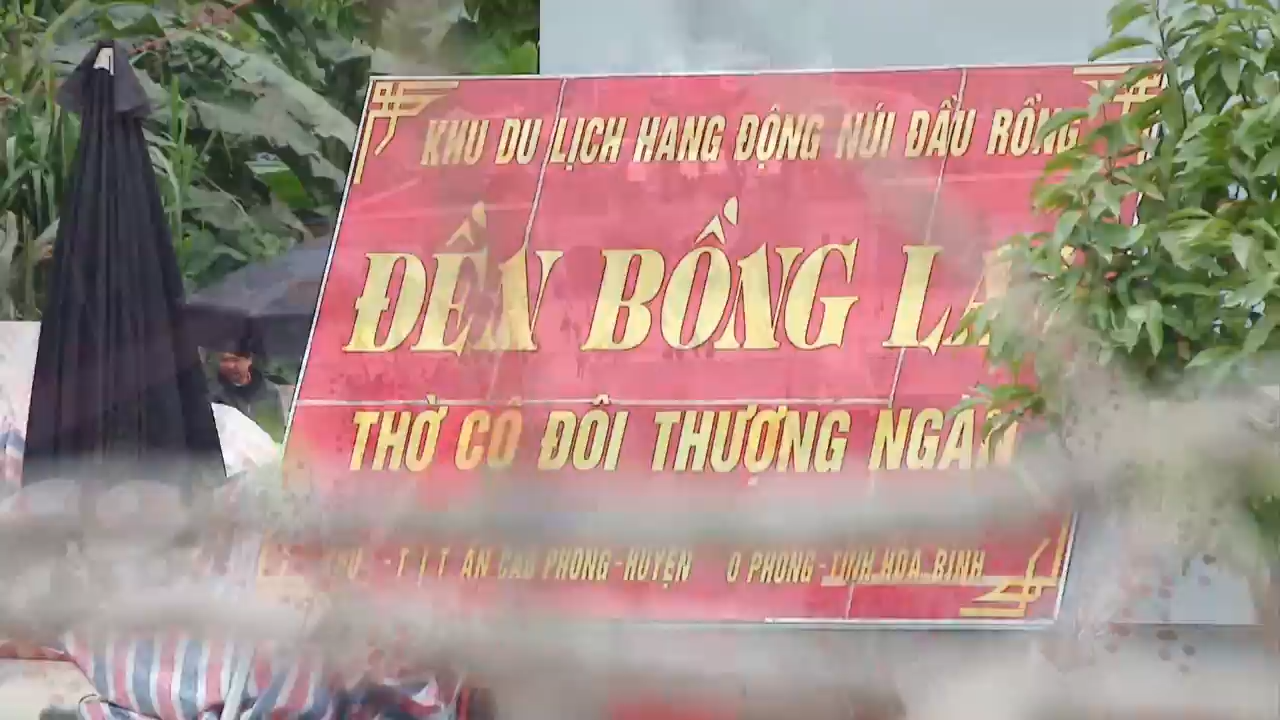 KHU DU LỊCH HANG ĐỘNG NÚI ĐẦU RỒNG
ĐỀN BỒNG
THỜ CÔ ĐÔI THƯỢNG NGÀN
CAO PHONG-HUYỆN PHONG-TỈNH HÒA BÌNH